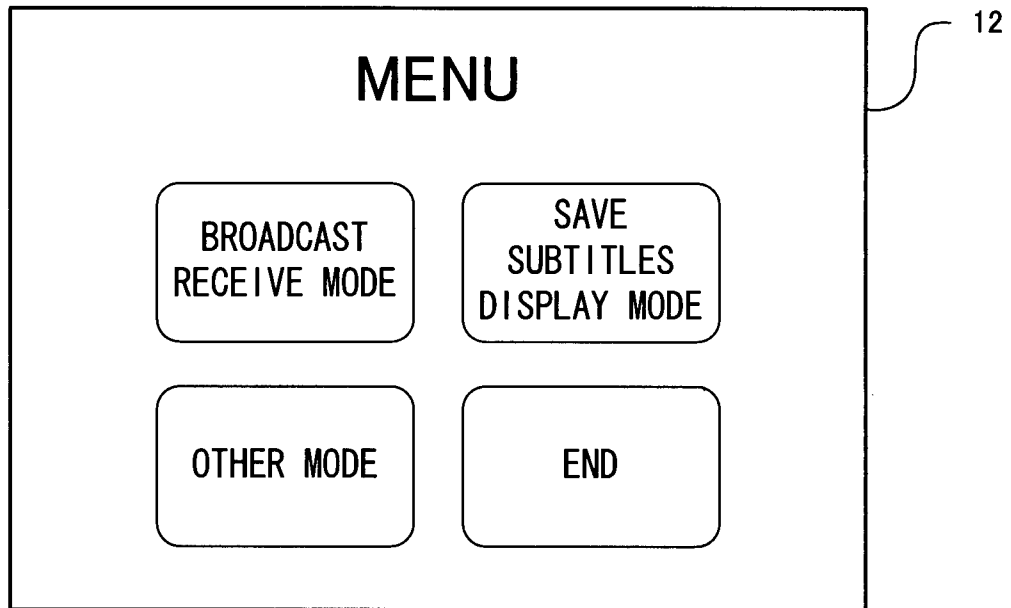 12
MENU
BROADCAST
RECEIVE MODE
SAVE
SUBTITLES
DISPLAY MODE
OTHER MODE
END